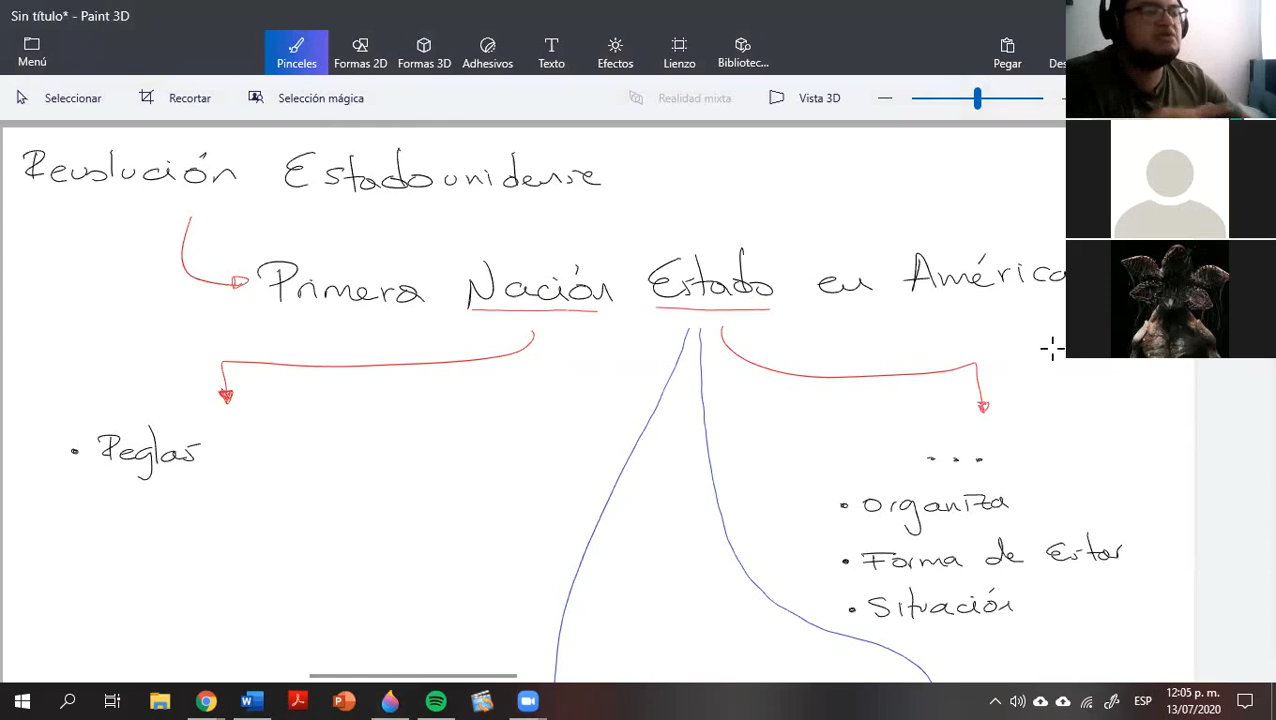 Sin título* - Paint 3D
Menú
Pinceles
Formas 2D
Formas 3D
Adhesivos
Texto
Efectos
Lienzo
Bibliotec...
Pegar
Des
Seleccionar
Recortar
Selección mágica
Realidad mixta
Vista 3D
Revolución Estadounidense
Primera Nación Estado en América
...
• Reglas
• Organiza
• Forma de Estar
• Situación
ESP
12:05 p. m.
13/07/2020